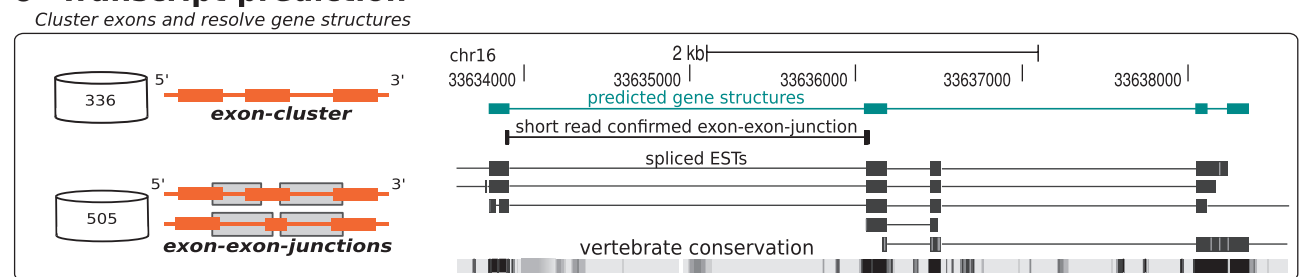 Cluster exons and resolve gene structures
336
5'
3'
exon-cluster
505
5'
3'
exon-exon-junctions
chr16
2 kb
33634000
33635000
33636000
33637000
33638000
predicted gene structures
short read confirmed exon-exon-junction
spliced ESTs
vertebrate conservation